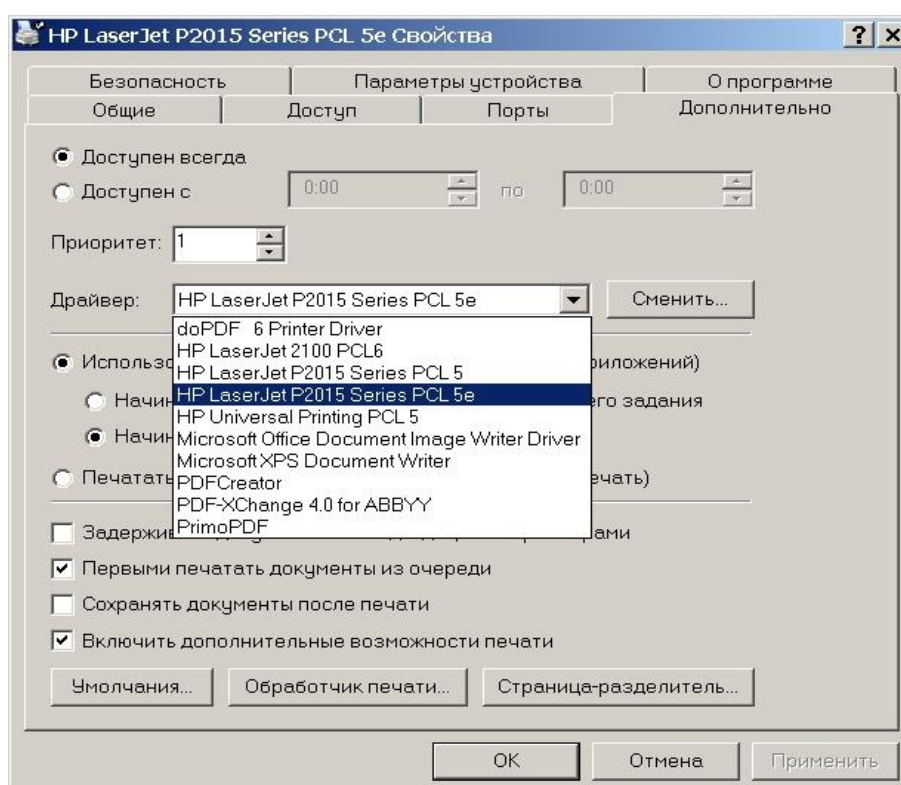 HP LaserJet P2015 Series PCL 5e Свойства
Безопасность Параметры устройства О программе
Общие Доступ Порты Дополнительно
Доступен всегда
Доступен с 0:00 по 0:00
Приоритет: 1
Драйвер: HP LaserJet P2015 Series PCL 5e Сменить...
doPDF 6 Printer Driver
HP LaserJet 2100 PCL6
HP LaserJet P2015 Series PCL 5
HP LaserJet P2015 Series PCL 5e
HP Universal Printing PCL 5
Microsoft Office Document Image Writer Driver
Microsoft XPS Document Writer
PDFCreator
PDF-XChange 4.0 for ABBYY
PrimoPDF
задания
Печатать
Первыми печатать документы из очереди
Сохранять документы после печати
Включить дополнительные возможности печати
Умолчания... Обработчик печати... Страница-разделитель...
OK Отмена Применить